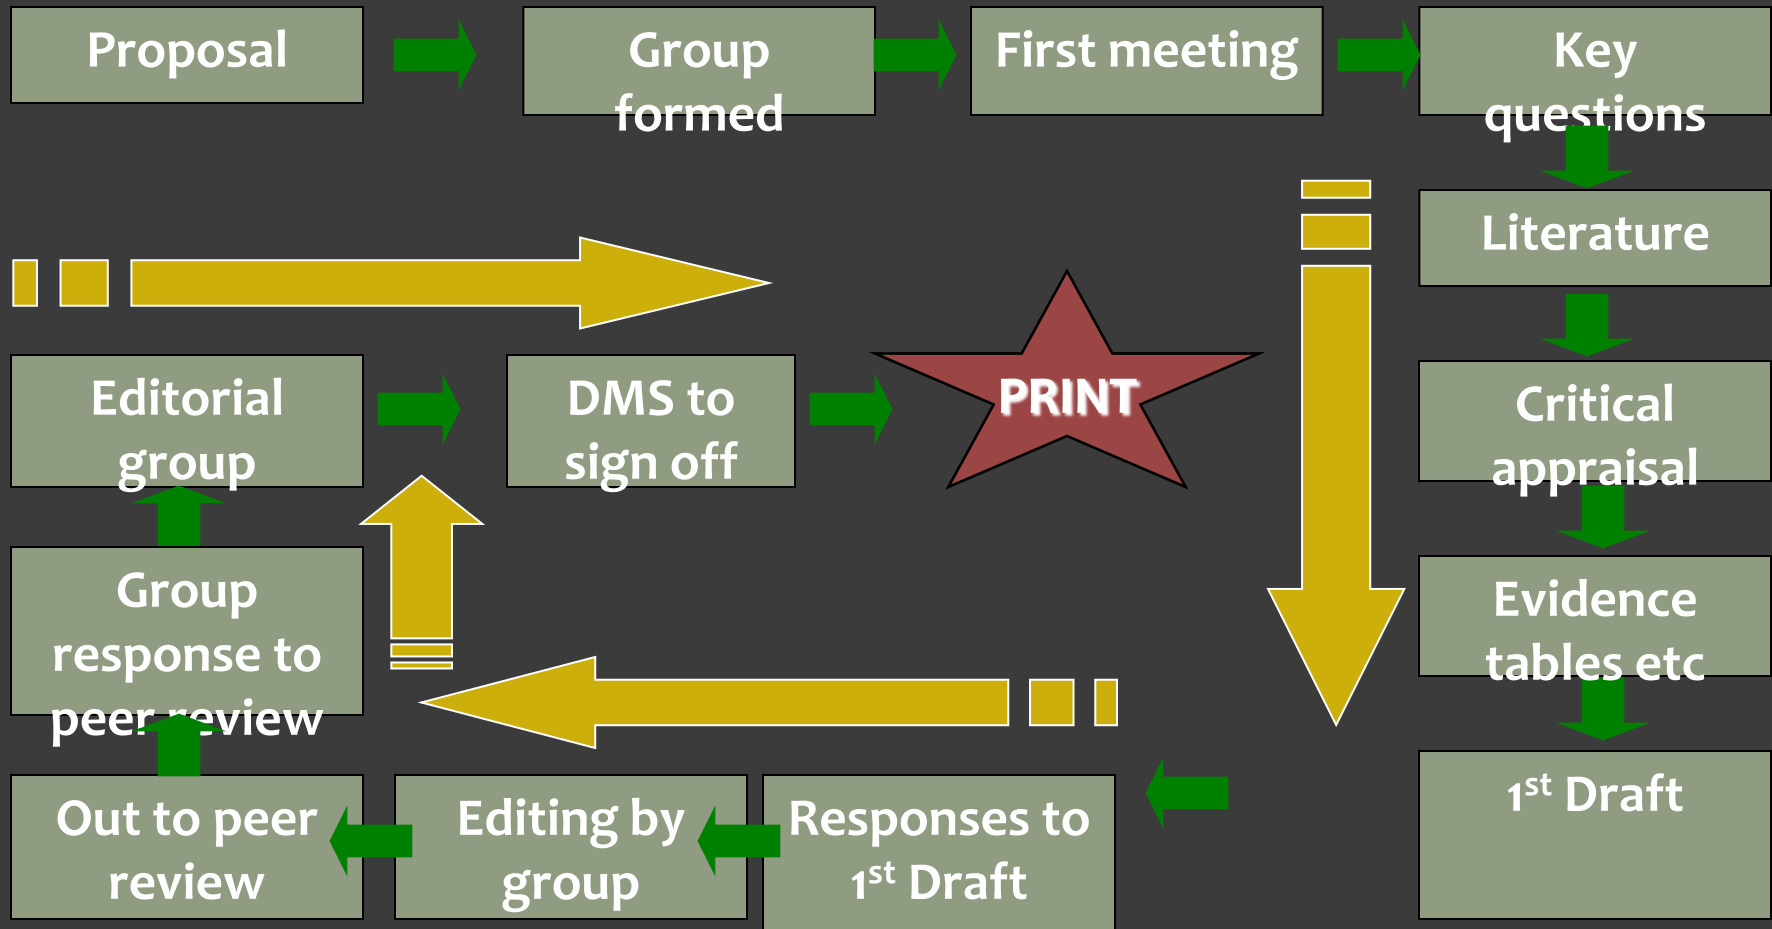 Proposal
Group
formed
First meeting
Key
questions
Literature
Critical
appraisal
Evidence
tables etc
1st Draft
Responses to
1st Draft
Editing by
group
Out to peer
review
Group
response to
peer review
Editorial
group
DMS to
sign off
PRINT